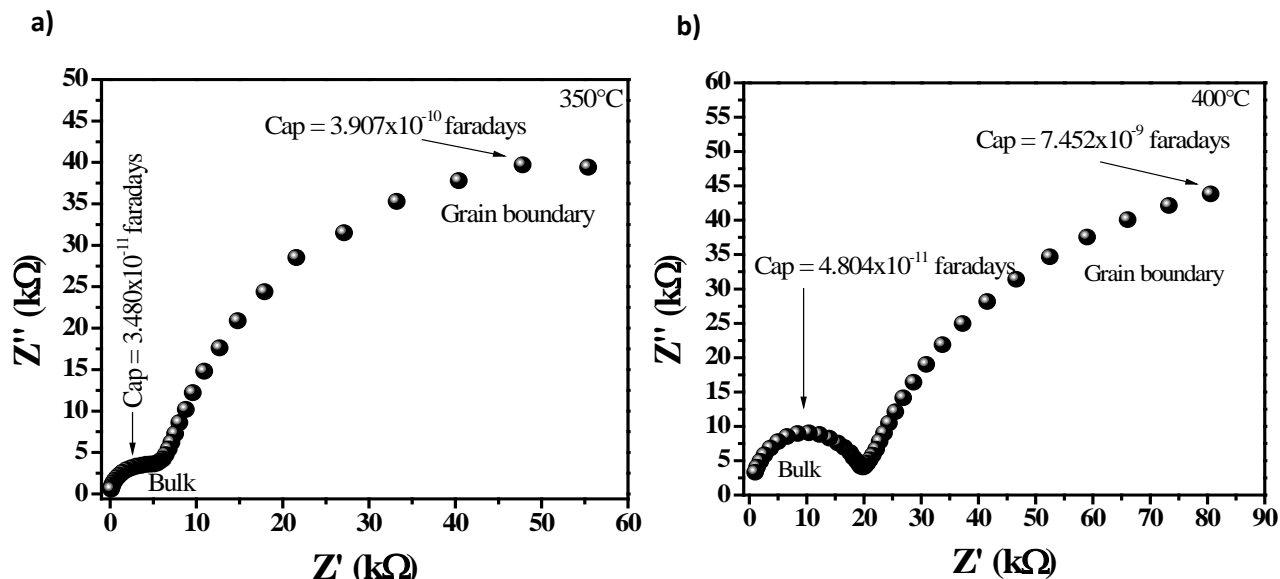 a)
350°C
Cap = 3.907x10⁻¹⁰ faradays
Cap = 3.480x10⁻¹¹ faradays
Grain boundary
Bulk
Z'' (kΩ)
50
45
40
35
30
25
20
15
10
5
0
0 10 20 30 40 50 60
Z' (kΩ)
b)
400°C
Cap = 7.452x10⁻⁹ faradays
Cap = 4.804x10⁻¹¹ faradays
Grain boundary
Bulk
Z'' (kΩ)
60
55
50
45
40
35
30
25
20
15
10
5
0
0 10 20 30 40 50 60 70 80 90
Z' (kΩ)